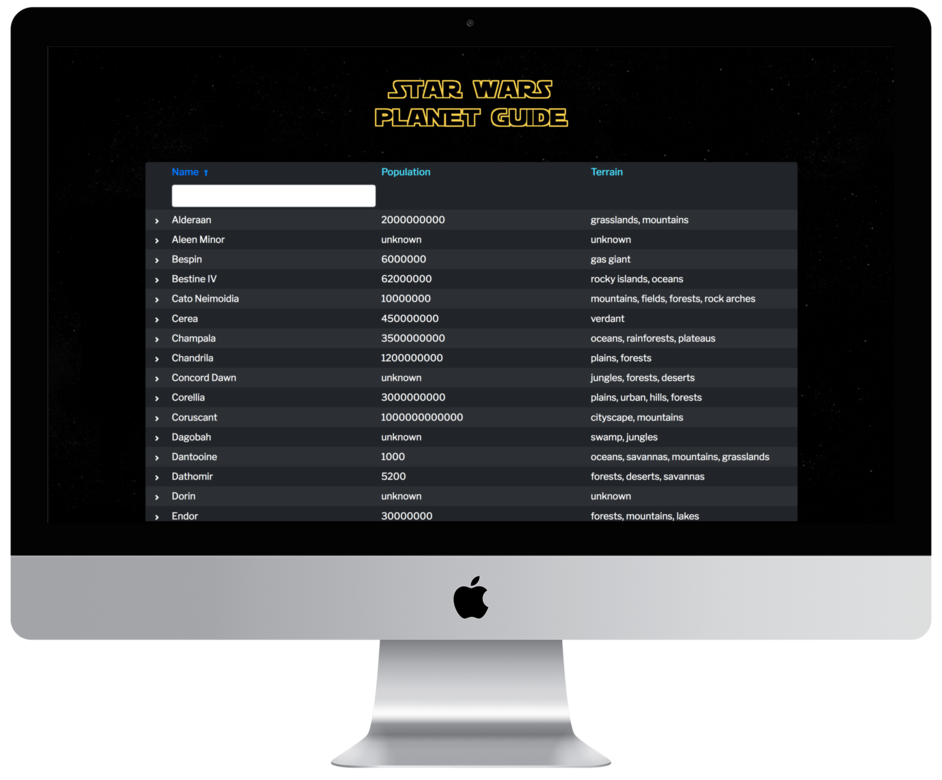 STAR WARS
PLANET GUIDE
Name ↑ Population Terrain
› Alderaan 2000000000 grasslands, mountains
› Aleen Minor unknown unknown
› Bespin 6000000 gas giant
› Bestine IV 62000000 rocky islands, oceans
› Cato Neimoidia 10000000 mountains, fields, forests, rock arches
› Cerea 450000000 verdant
› Champala 3500000000 oceans, rainforests, plateaus
› Chandrila 1200000000 plains, forests
› Concord Dawn unknown jungles, forests, deserts
› Corellia 3000000000 plains, urban, hills, forests
› Coruscant 1000000000000 cityscape, mountains
› Dagobah unknown swamp, jungles
› Dantooine 1000 oceans, savannas, mountains, grasslands
› Dathomir 5200 forests, deserts, savannas
› Dorin unknown unknown
› Endor 30000000 forests, mountains, lakes